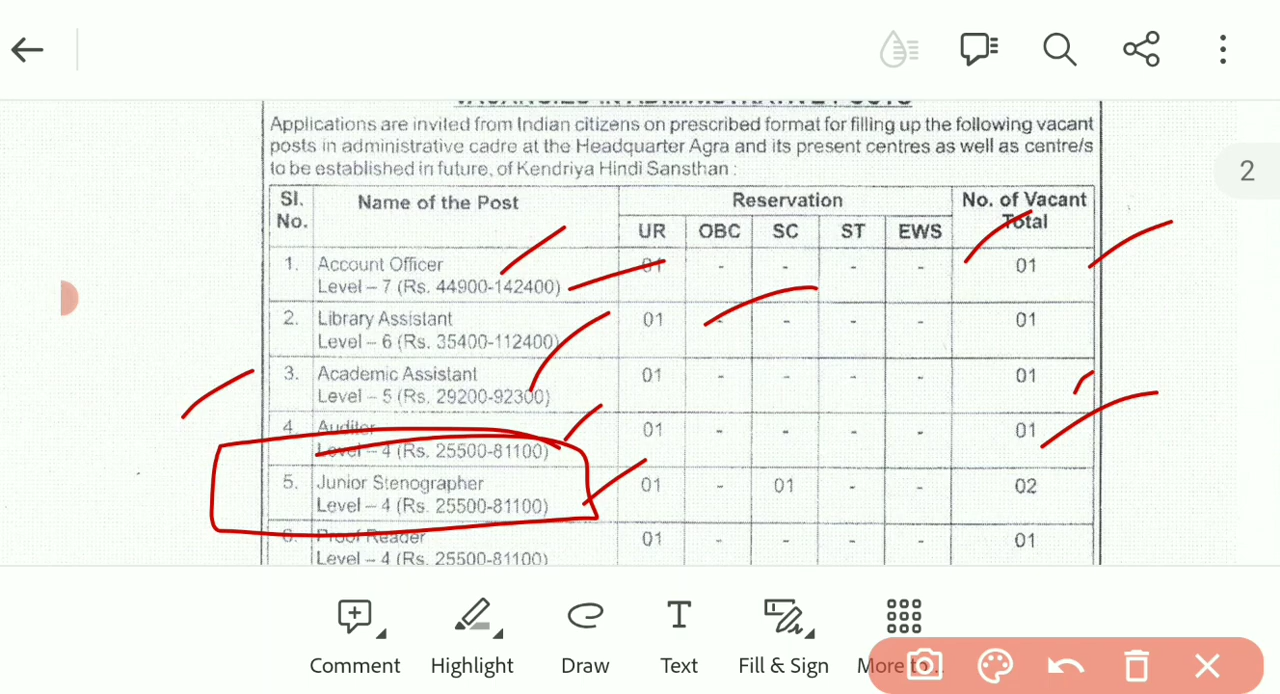 2
Applications are invited from Indian citizens on prescribed format for filling up the following vacant
posts in administrative cadre at the Headquarter Agra and its present centres as well as centre/s
to be established in future, of Kendriya Hindi Sansthan :
Sl. No. Name of the Post Reservation No. of Vacant Total
UR OBC SC ST EWS
1. Account Officer 01 - - - - 01
Level – 7 (Rs. 44900-142400)
2. Library Assistant 01 - - - - 01
Level – 6 (Rs. 35400-112400)
3. Academic Assistant 01 - - - - 01
Level – 5 (Rs. 29200-92300)
4. Auditor 01 - - - - 01
Level – 4 (Rs. 25500-81100)
5. Junior Stenographer 01 - 01 - - 02
Level – 4 (Rs. 25500-81100)
6. Proof Reader 01 - - - - 01
Level – 4 (Rs. 25500-81100)
Comment Highlight Draw Text Fill & Sign More